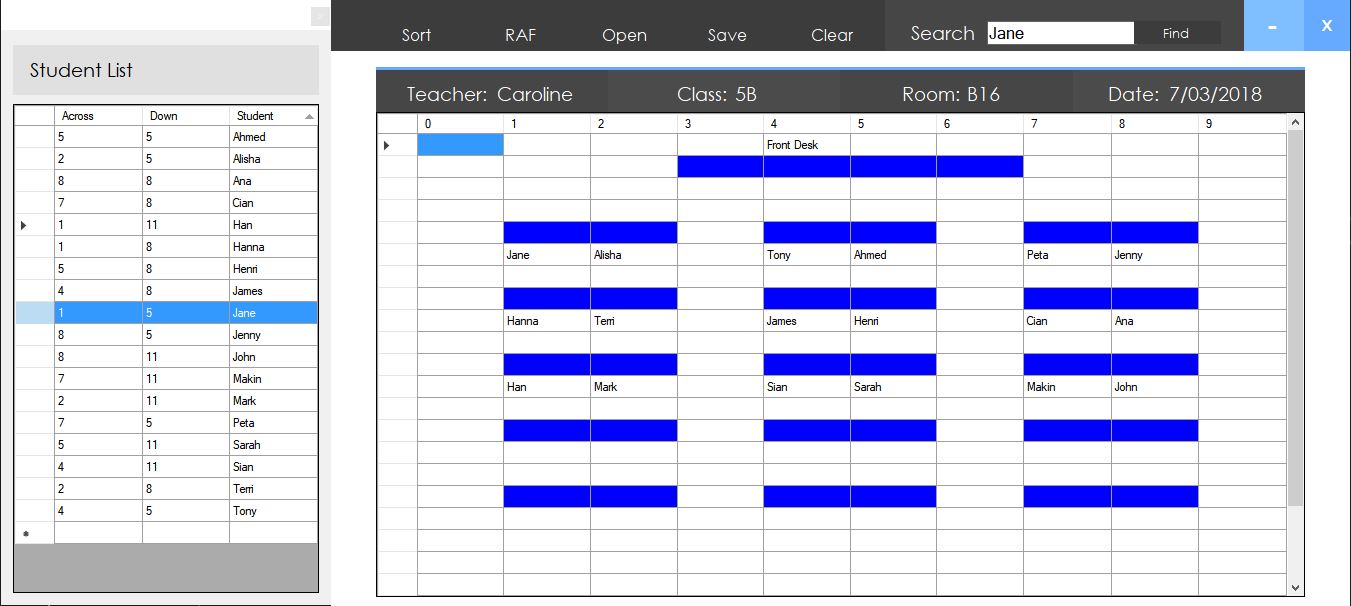 Sort RAF Open Save Clear Search Jane Find - X
Student List
Teacher: Caroline Class: 5B Room: B16 Date: 7/03/2018
Across Down Student
5 5 Ahmed
2 5 Alisha
8 8 Ana
7 8 Cian
1 11 Han
1 8 Hanna
5 8 Henri
4 8 James
1 5 Jane
8 5 Jenny
8 11 John
7 11 Makin
2 11 Mark
7 5 Peta
5 11 Sarah
4 11 Sian
2 8 Terri
4 5 Tony
0 1 2 3 4 5 6 7 8 9
Front Desk
Jane Alisha Tony Ahmed Peta Jenny
Hanna Terri James Henri Cian Ana
Han Mark Sian Sarah Makin John